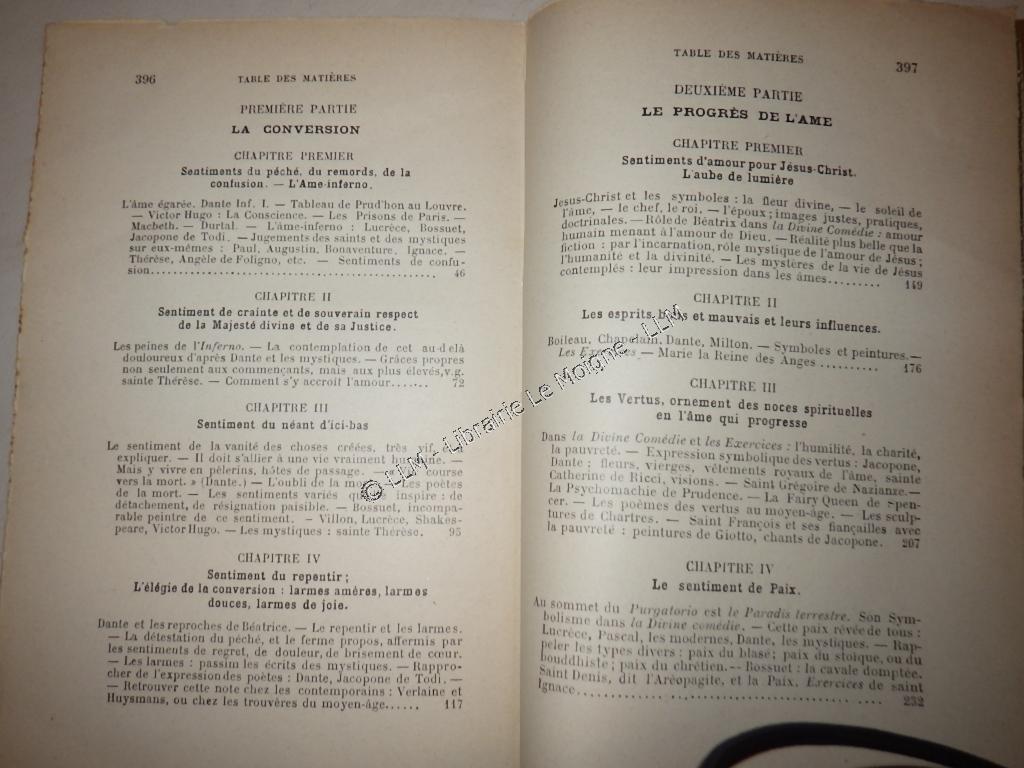 396 TABLE DES MATIÈRES
PREMIÈRE PARTIE
LA CONVERSION
CHAPITRE PREMIER
Sentiments du péché, du remords, de la
confusion. — L'Ame-inferno.
L'âme égarée. Dante Inf. I. — Tableau de Prud'hon au Louvre.
— Victor Hugo : La Conscience. — Les Prisons de Paris. —
Macbeth. — Durtal. — L'âme-inferno : Lucrèce, Bossuet,
Jacopone de Todi. — Jugements des saints et des mystiques
sur eux-mêmes : Paul, Augustin, Bonaventure, Ignace. —
Thérèse, Angèle de Foligno, etc. — Sentiments de confu-
sion........................................ 46
CHAPITRE II
Sentiment de crainte et de souverain respect
de la Majesté divine et de sa Justice.
Les peines de l'Inferno. — La contemplation de cet au-delà
douloureux d'après Dante et les mystiques. — Grâces propres
non seulement aux commençants, mais aux plus élevés, v.g.
sainte Thérèse. — Comment s'y accroît l'amour....... 72
CHAPITRE III
Sentiment du néant d'ici-bas
Le sentiment de la vanité des choses créées, très vif, à
expliquer. — Il doit s'allier à une vie vraiment humaine. —
Mais y vivre en pèlerins, hôtes de passage. — course
vers la mort. » (Dante.) — L'oubli de la mort — Les poètes
de la mort. — Les sentiments variés qu'elle inspire : de
détachement, de résignation paisible. — Bossuet, incompa-
rable peintre de ce sentiment. — Villon, Lucrèce, Shakes-
peare, Victor Hugo. — Les mystiques : sainte Thérèse. 95
CHAPITRE IV
Sentiment du repentir ;
L'élégie de la conversion : larmes amères, larmes
douces, larmes de joie.
Dante et les reproches de Béatrice. — Le repentir et les larmes.
— La détestation du péché, et le ferme propos, affermis par
les sentiments de regret, de douleur, de brisement de cœur.
— Les larmes : passim les écrits des mystiques. — Rappro-
cher de l'expression des poètes : Dante, Jacopone de Todi. —
— Retrouver cette note chez les contemporains : Verlaine et
Huysmans, ou chez les trouvères du moyen-âge...... 117
TABLE DES MATIÈRES 397
DEUXIÈME PARTIE
LE PROGRÈS DE L'AME
CHAPITRE PREMIER
Sentiments d'amour pour Jésus-Christ.
L'aube de lumière
Jesus-Christ et les symboles : la fleur divine, — le soleil de
l'âme, — le chef, le roi, — l'époux ; images justes, pratiques,
doctrinales. — Rôle de Béatrix dans la Divine Comédie : amour
humain menant à l'amour de Dieu. — Réalité plus belle que la
fiction : par l'incarnation, rôle mystique de l'amour de Jésus ;
l'humanité et la divinité. — Les mystères de la vie de Jésus
contemplés : leur impression dans les âmes......... 149
CHAPITRE II
Les esprits bons et mauvais et leurs influences.
Boileau, Chapelain, Dante, Milton. — Symboles et peintures. —
Les Exercices — Marie la Reine des Anges .......... 176
CHAPITRE III
Les Vertus, ornement des noces spirituelles
en l'âme qui progresse
Dans la Divine Comédie et les Exercices : l'humilité, la charité,
la pauvreté. — Expression symbolique des vertus : Jacopone,
Dante ; fleurs, vierges, vêtements royaux de l'âme, sainte
Catherine de Ricci, visions. — Saint Grégoire de Nazianze. —
La Psychomachie de Prudence. — La Fairy Queen de Spen-
cer. — Les poèmes des vertus au moyen-âge. — Les sculp-
tures de Chartres. — Saint François et ses fiançailles avec
la pauvreté : peintures de Giotto, chants de Jacopone. 207
CHAPITRE IV
Le sentiment de Paix.
Au sommet du Purgatorio est le Paradis terrestre. Son Sym-
bolisme dans la Divine comédie. — Cette paix rêvée de tous :
Lucrèce, Pascal, les modernes, Dante, les mystiques. — Rap-
peler les types divers : paix du blasé ; paix du stoïque, ou du
bouddhiste ; paix du chrétien. — Bossuet : la cavale domptée.
Saint Denis, dit l'Aréopagite, et la Paix. Exercices de saint
Ignace........................................ 232
© LLM - Librairie Le Moigne - LLM